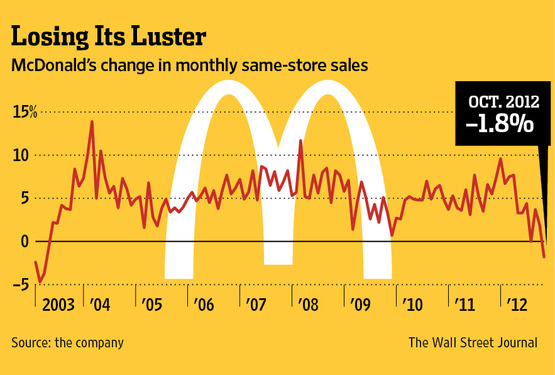 Losing Its Luster
McDonald's change in monthly same-store sales
OCT. 2012
–1.8%
15%
10
5
0
–5
2003 '04 '05 '06 '07 '08 '09 '10 '11 '12
Source: the company The Wall Street Journal